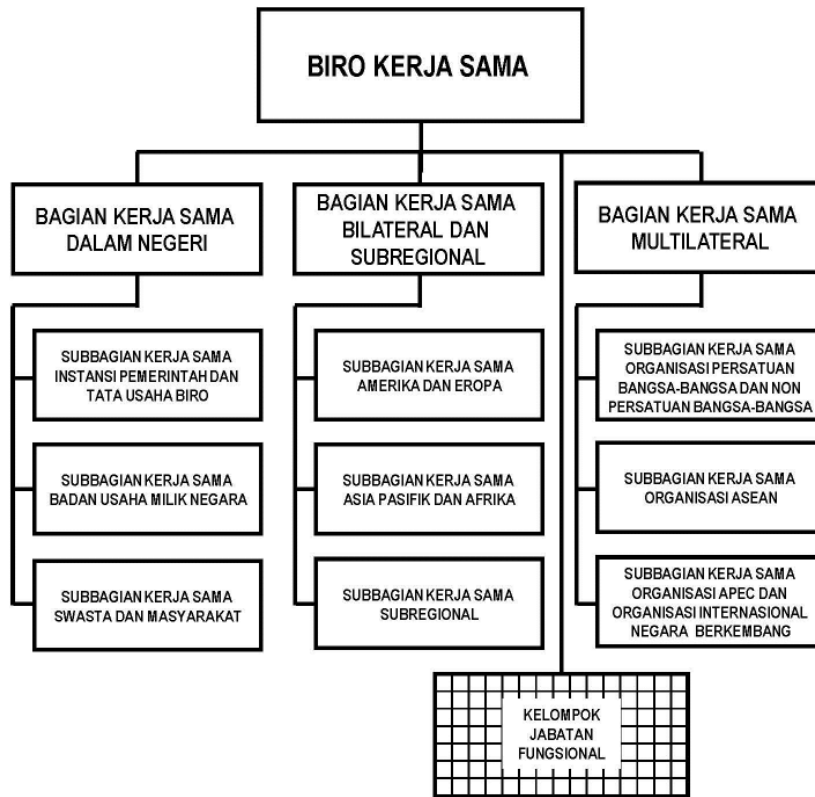 BIRO KERJA SAMA
BAGIAN KERJA SAMA
DALAM NEGERI
SUBBAGIAN KERJA SAMA
INSTANSI PEMERINTAH DAN
TATA USAHA BIRO
SUBBAGIAN KERJA SAMA
BADAN USAHA MILIK NEGARA
SUBBAGIAN KERJA SAMA
SWASTA DAN MASYARAKAT
BAGIAN KERJA SAMA
BILATERAL DAN
SUBREGIONAL
SUBBAGIAN KERJA SAMA
AMERIKA DAN EROPA
SUBBAGIAN KERJA SAMA
ASIA PASIFIK DAN AFRIKA
SUBBAGIAN KERJA SAMA
SUBREGIONAL
BAGIAN KERJA SAMA
MULTILATERAL
SUBBAGIAN KERJA SAMA
ORGANISASI PERSATUAN
BANGSA-BANGSA DAN NON
PERSATUAN BANGSA-BANGSA
SUBBAGIAN KERJA SAMA
ORGANISASI ASEAN
SUBBAGIAN KERJA SAMA
ORGANISASI APEC DAN
ORGANISASI INTERNASIONAL
NEGARA BERKEMBANG
KELOMPOK
JABATAN
FUNGSIONAL